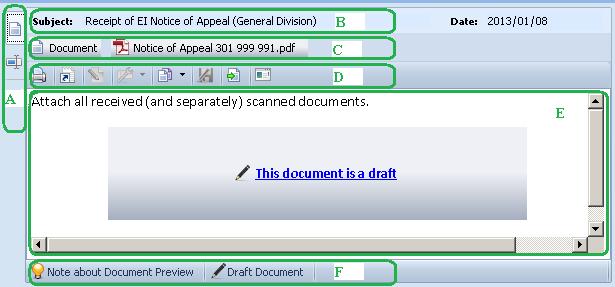 Subject: Receipt of EI Notice of Appeal (General Division) B Date: 2013/01/08
Document Notice of Appeal 301 999 991.pdf C
D
A
Attach all received (and separately) scanned documents.
E
This document is a draft
Note about Document Preview Draft Document F